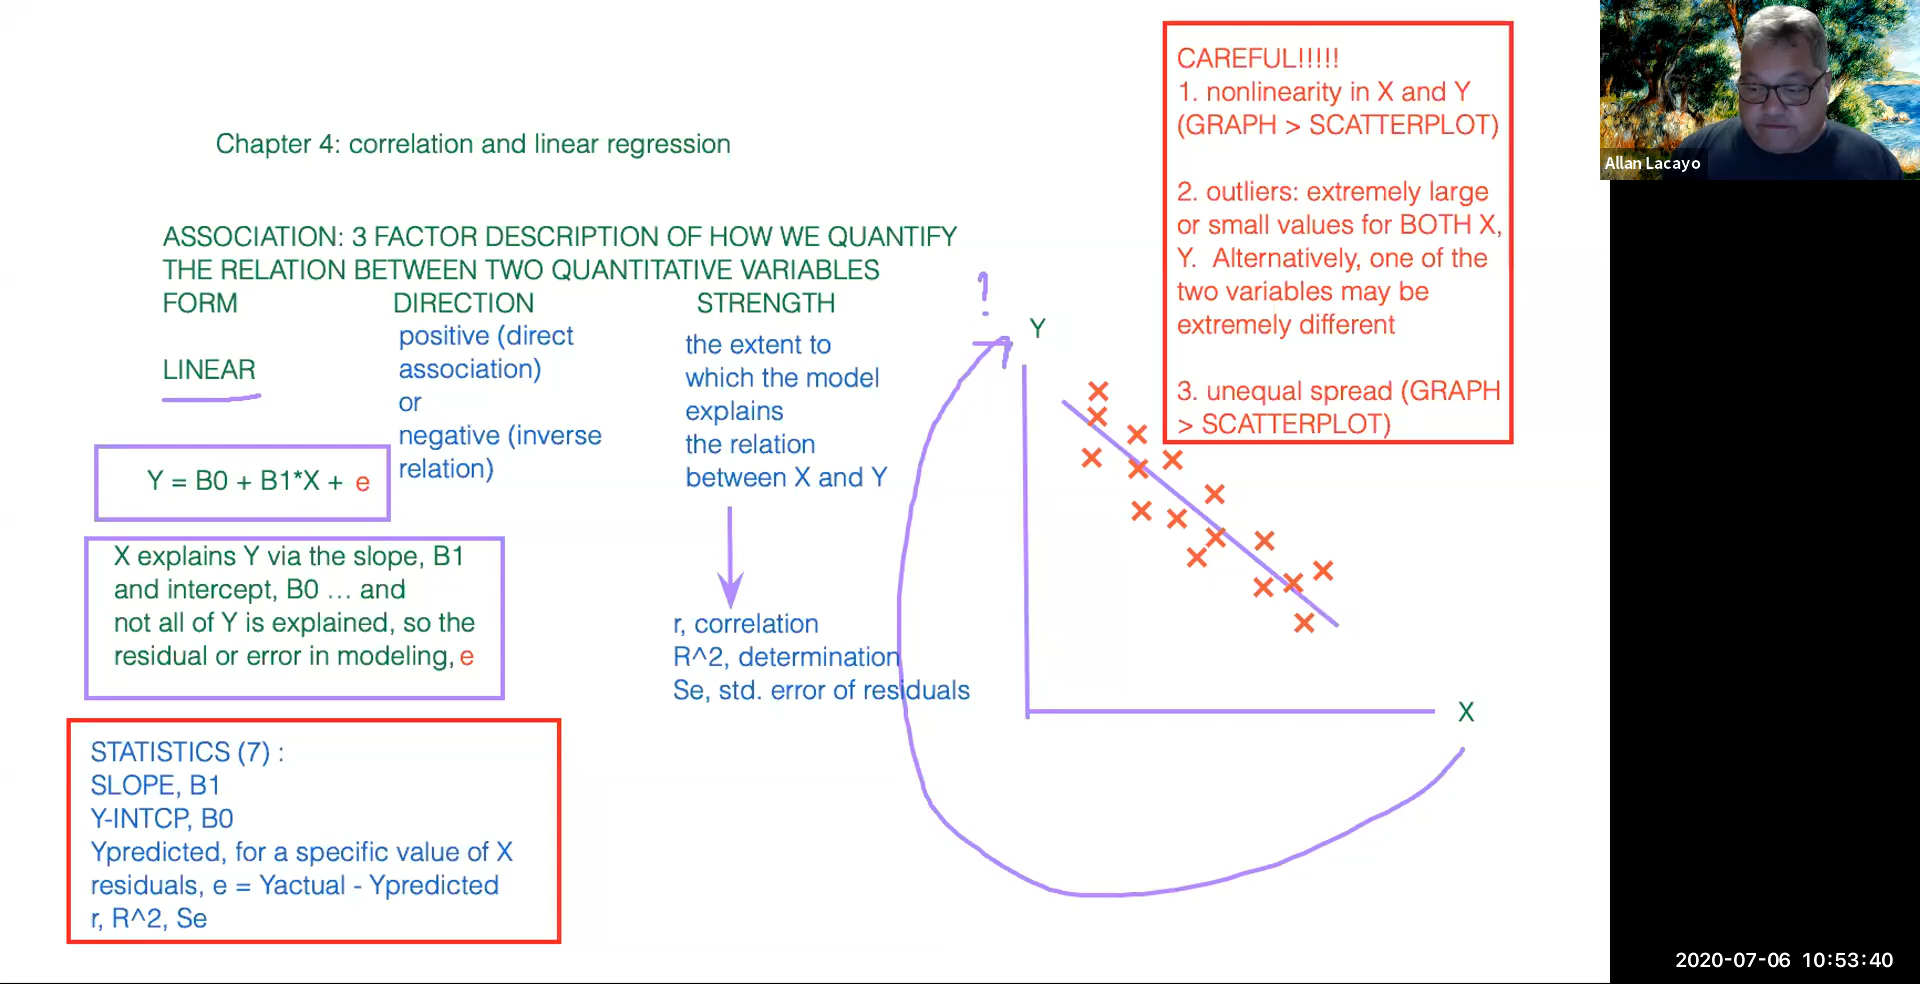 Chapter 4: correlation and linear regression
ASSOCIATION: 3 FACTOR DESCRIPTION OF HOW WE QUANTIFY
THE RELATION BETWEEN TWO QUANTITATIVE VARIABLES
FORM
LINEAR
DIRECTION
positive (direct
association)
or
negative (inverse
relation)
STRENGTH
the extent to
which the model
explains
the relation
between X and Y
r, correlation
R^2, determination
Se, std. error of residuals
Y = B0 + B1*X + e
X explains Y via the slope, B1
and intercept, B0 ... and
not all of Y is explained, so the
residual or error in modeling, e
STATISTICS (7) :
SLOPE, B1
Y-INTCP, B0
Ypredicted, for a specific value of X
residuals, e = Yactual - Ypredicted
r, R^2, Se
Y
X
CAREFUL!!!!!
1. nonlinearity in X and Y
(GRAPH > SCATTERPLOT)
2. outliers: extremely large
or small values for BOTH X,
Y. Alternatively, one of the
two variables may be
extremely different
3. unequal spread (GRAPH
> SCATTERPLOT)
Allan Lacayo
2020-07-06 10:53:40